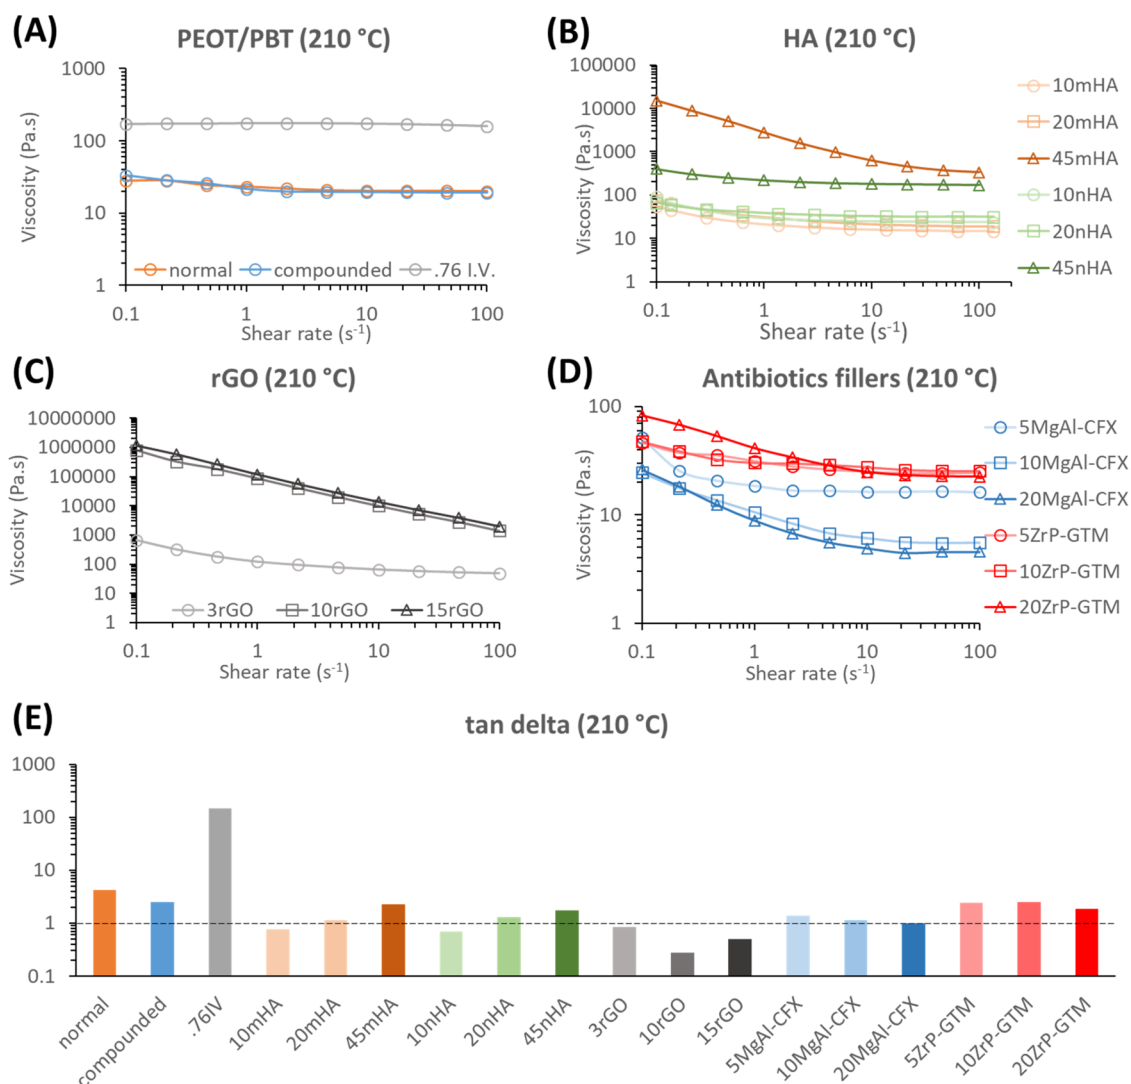 (A)
PEOT/PBT (210 °C)
1000
100
10
1
Viscosity (Pa.s)
normal compounded .76 I.V.
0.1 1 10 100
Shear rate (s-1)
(B)
HA (210 °C)
100000
10000
1000
100
10
1
Viscosity (Pa.s)
0.1 1 10 100
Shear rate (s-1)
10mHA
20mHA
45mHA
10nHA
20nHA
45nHA
(C)
rGO (210 °C)
10000000
1000000
100000
10000
1000
100
10
1
Viscosity (Pa.s)
3rGO 10rGO 15rGO
0.1 1 10 100
Shear rate (s-1)
(D)
Antibiotics fillers (210 °C)
100
10
1
Viscosity (Pa.s)
0.1 1 10 100
Shear rate (s-1)
5MgAl-CFX
10MgAl-CFX
20MgAl-CFX
5ZrP-GTM
10ZrP-GTM
20ZrP-GTM
(E)
tan delta (210 °C)
1000
100
10
1
0.1
normal
compounded
.76IV
10mHA
20mHA
45mHA
10nHA
20nHA
45nHA
3rGO
10rGO
15rGO
5MgAl-CFX
10MgAl-CFX
20MgAl-CFX
5ZrP-GTM
10ZrP-GTM
20ZrP-GTM